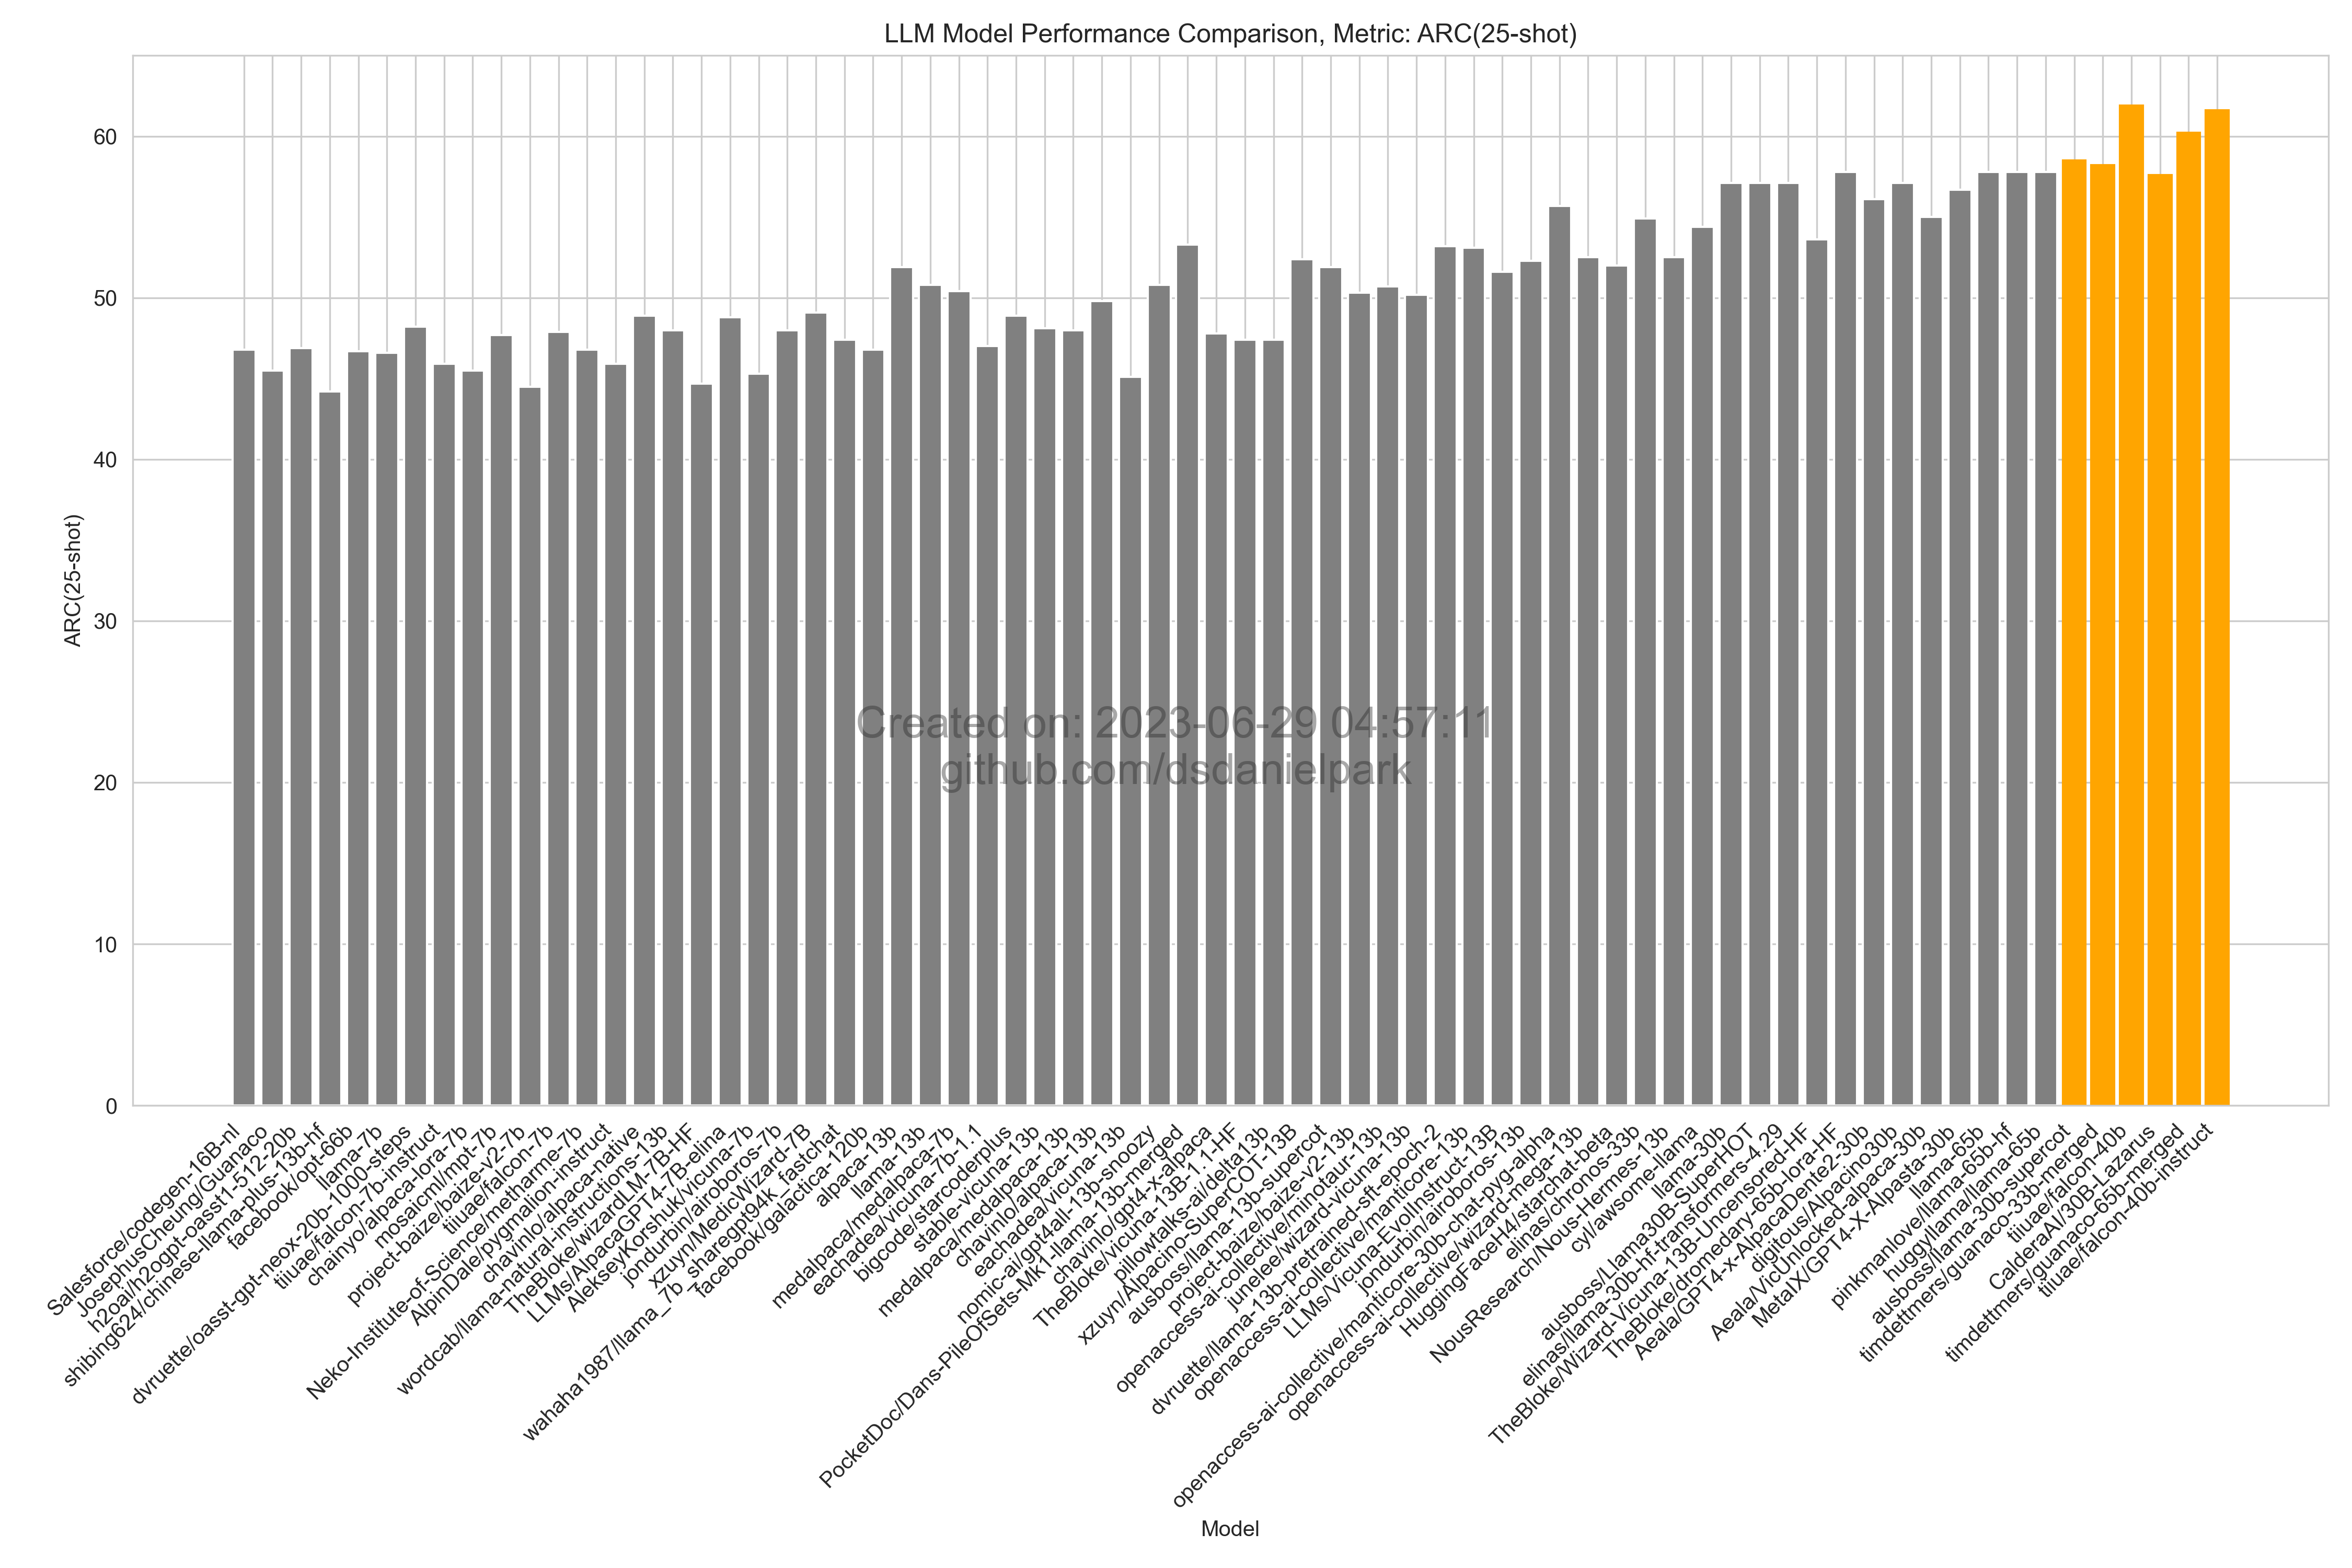 LLM Model Performance Comparison, Metric: ARC(25-shot)
ARC(25-shot)
60
50
40
30
20
10
0
Created on: 2023-06-29 04:57:11
github.com/dsdanielpark
Salesforce/codegen-16B-nl
JosephusCheung/Guanaco
h2oai/h2ogpt-oasst1-512-20b
shibing624/chinese-llama-plus-13b-hf
facebook/opt-66b
llama-7b
dvruette/oasst-gpt-neox-20b-1000-steps
tiiuae/falcon-7b-instruct
chainyo/alpaca-lora-7b
mosaicml/mpt-7b
project-baize/baize-v2-7b
tiiuae/falcon-7b
Neko-Institute-of-Science/metharme-7b
AlpinDale/pygmalion-instruct
chavinlo/alpaca-native
wordcab/llama-natural-instructions-13b
TheBloke/wizardLM-7B-HF
LLMs/AlpacaGPT4-7B-elina
AlekseyKorshuk/vicuna-7b
jondurbin/airoboros-7b
xzuyn/MedicWizard-7B
wahaha1987/llama_7b_sharegpt94k_fastchat
facebook/galactica-120b
alpaca-13b
llama-13b
medalpaca/medalpaca-7b
eachadea/vicuna-7b-1.1
bigcode/starcoderplus
stable-vicuna-13b
medalpaca/medalpaca-13b
chavinlo/alpaca-13b
eachadea/vicuna-13b
nomic-ai/gpt4all-13b-snoozy
PocketDoc/Dans-PileOfSets-Mk1-llama-13b-merged
chavinlo/gpt4-x-alpaca
TheBloke/vicuna-13B-1.1-HF
pillowtalks-ai/delta13b
xzuyn/Alpacino-SuperCOT-13B
ausboss/llama-13b-supercot
project-baize/baize-v2-13b
openaccess-ai-collective/minotaur-13b
junelee/wizard-vicuna-13b
dvruette/llama-13b-pretrained-sft-epoch-2
openaccess-ai-collective/manticore-13b
LLMs/Vicuna-EvolInstruct-13B
jondurbin/airoboros-13b
openaccess-ai-collective/manticore-30b-chat-pyg-alpha
openaccess-ai-collective/wizard-mega-13b
HuggingFaceH4/starchat-beta
elinas/chronos-33b
NousResearch/Nous-Hermes-13b
cyl/awsome-llama
llama-30b
ausboss/Llama30B-SuperHOT
elinas/llama-30b-hf-transformers-4.29
TheBloke/Wizard-Vicuna-13B-Uncensored-HF
TheBloke/dromedary-65b-lora-HF
Aeala/GPT4-x-AlpacaDente2-30b
digitous/Alpacino30b
Aeala/VicUnlocked-alpaca-30b
MetaIX/GPT4-X-Alpasta-30b
llama-65b
pinkmanlove/llama-65b-hf
huggyllama/llama-65b
ausboss/llama-30b-supercot
timdettmers/guanaco-33b-merged
tiiuae/falcon-40b
CalderaAI/30B-Lazarus
timdettmers/guanaco-65b-merged
tiiuae/falcon-40b-instruct
Model